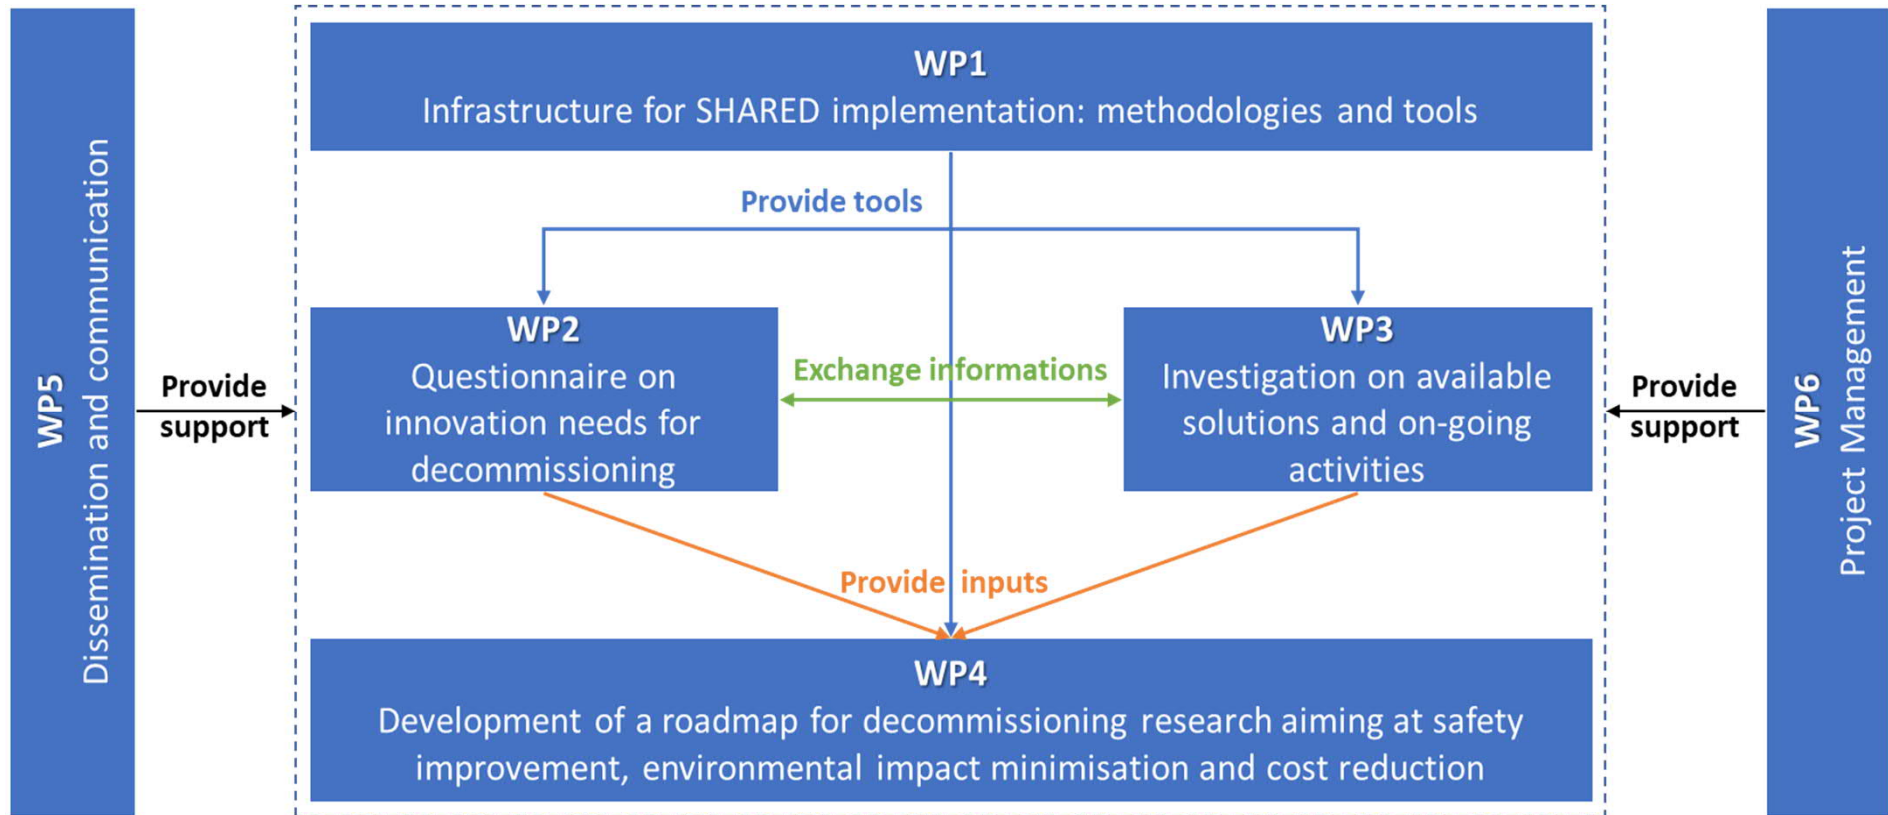 WP5
Dissemination and communication
Provide
support
WP1
Infrastructure for SHARED implementation: methodologies and tools
Provide tools
WP2
Questionnaire on
innovation needs for
decommissioning
Exchange informations
WP3
Investigation on available
solutions and on-going
activities
Provide inputs
WP4
Development of a roadmap for decommissioning research aiming at safety
improvement, environmental impact minimisation and cost reduction
Provide
support
WP6
Project Management